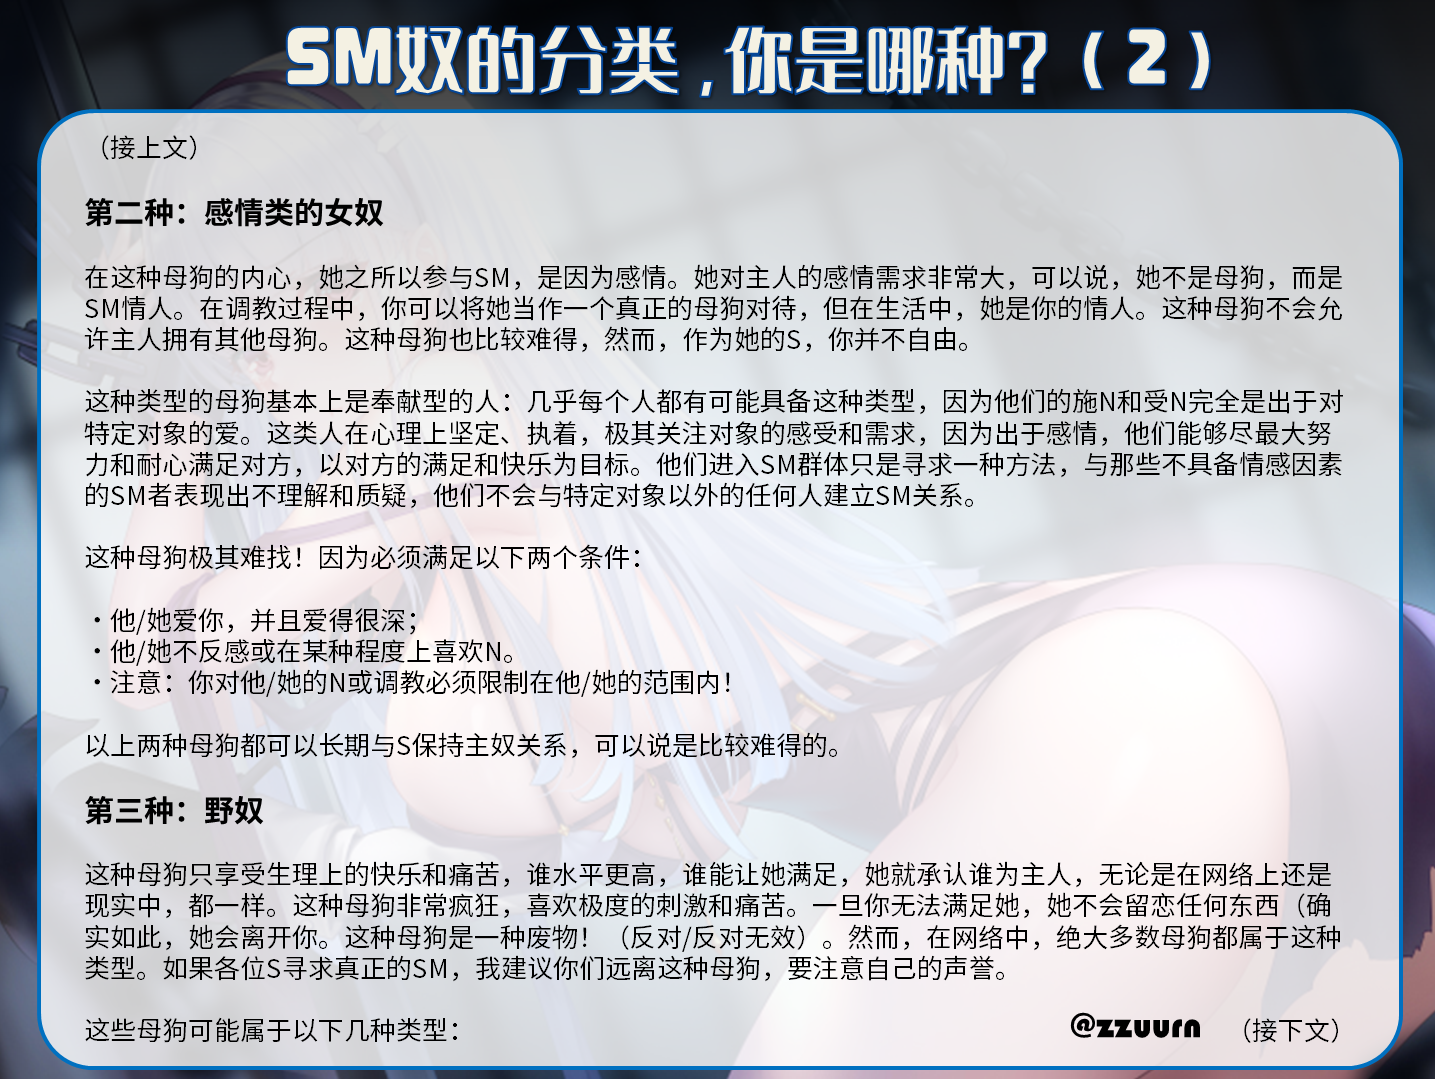 SM奴的分类,你是哪种?(2)
（接上文）
第二种：感情类的女奴
在这种母狗的内心，她之所以参与SM，是因为感情。她对主人的感情需求非常大，可以说，她不是母狗，而是
SM情人。在调教过程中，你可以将她当作一个真正的母狗对待，但在生活中，她是你的情人。这种母狗不会允
许主人拥有其他母狗。这种母狗也比较难得，然而，作为她的S，你并不自由。
这种类型的母狗基本上是奉献型的人：几乎每个人都有可能具备这种类型，因为他们的施N和受N完全是出于对
特定对象的爱。这类人在心理上坚定、执着，极其关注对象的感受和需求，因为出于感情，他们能够尽最大努
力和耐心满足对方，以对方的满足和快乐为目标。他们进入SM群体只是寻求一种方法，与那些不具备情感因素
的SM者表现出不理解和质疑，他们不会与特定对象以外的任何人建立SM关系。
这种母狗极其难找！因为必须满足以下两个条件：
·他/她爱你，并且爱得很深；
·他/她不反感或在某种程度上喜欢N。
·注意：你对他/她的N或调教必须限制在他/她的范围内！
以上两种母狗都可以长期与S保持主奴关系，可以说是比较难得的。
第三种：野奴
这种母狗只享受生理上的快乐和痛苦，谁水平更高，谁能让她满足，她就承认谁为主人，无论是在网络上还是
现实中，都一样。这种母狗非常疯狂，喜欢极度的刺激和痛苦。一旦你无法满足她，她不会留恋任何东西（确
实如此，她会离开你。这种母狗是一种废物！（反对/反对无效）。然而，在网络中，绝大多数母狗都属于这种
类型。如果各位S寻求真正的SM，我建议你们远离这种母狗，要注意自己的声誉。
这些母狗可能属于以下几种类型：
@zzuurn （接下文）